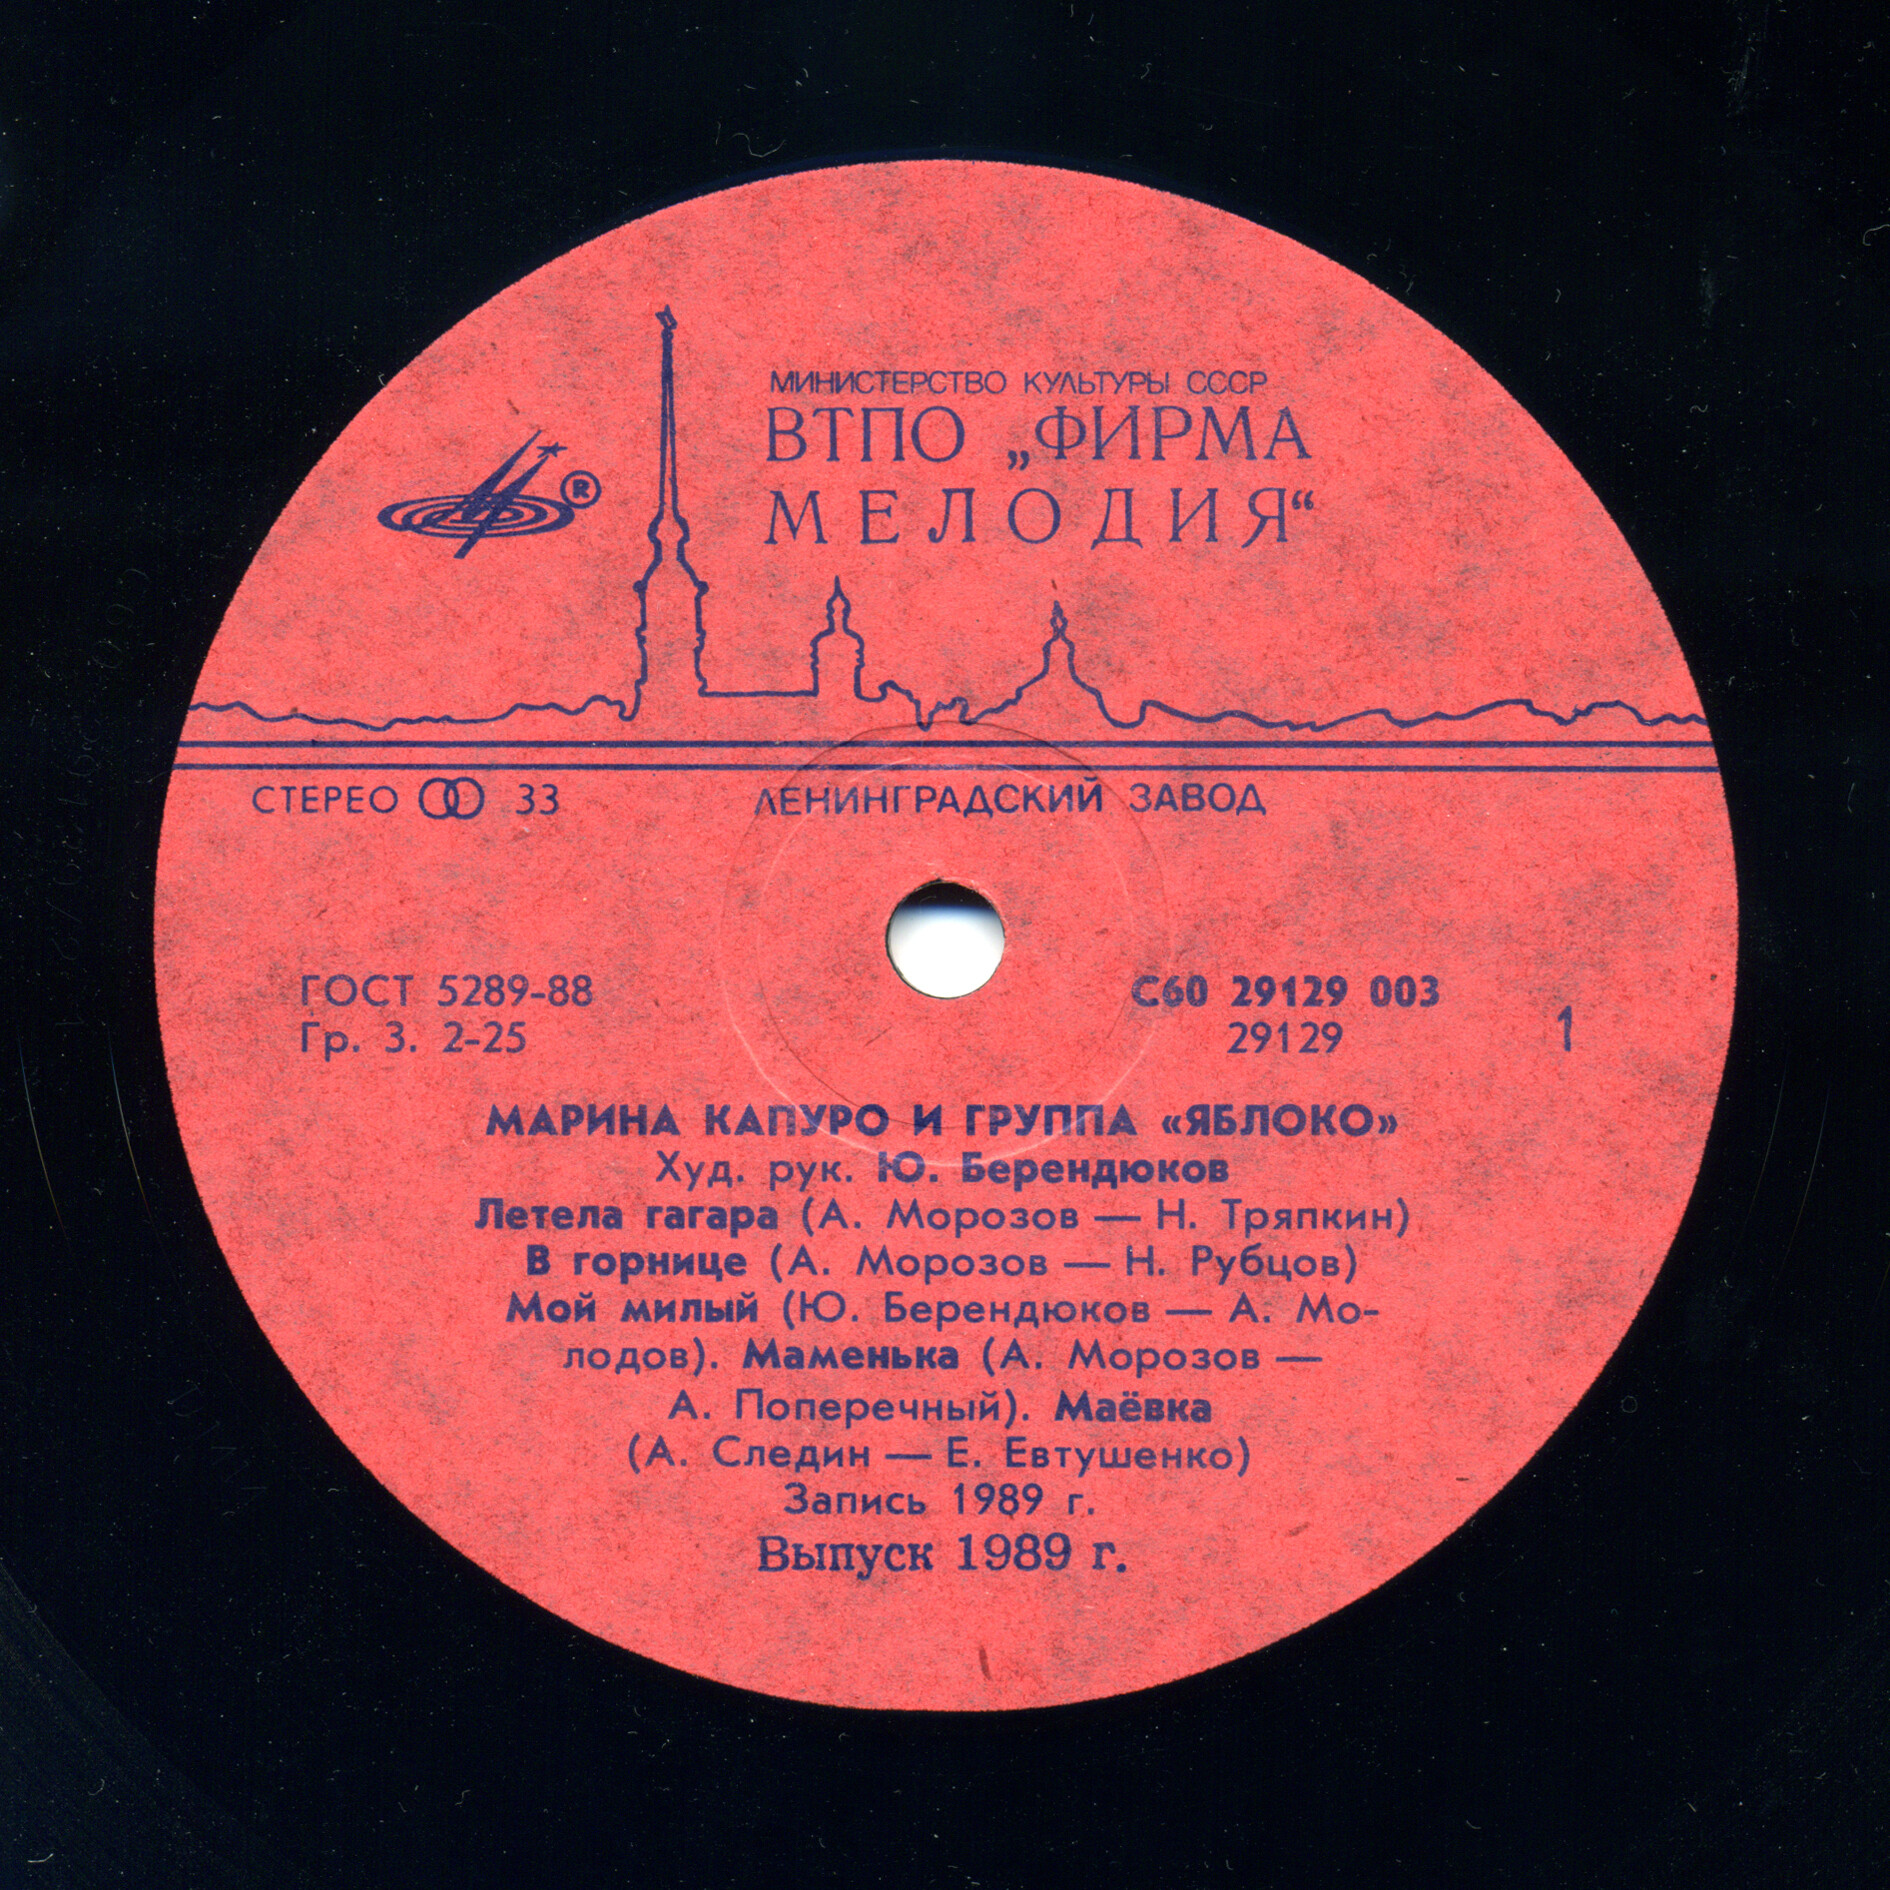 МИНИСТЕРСТВО КУЛЬТУРЫ СССР
ВТПО „ФИРМА
МЕЛОДИЯ“
®
СТЕРЕО 33
ЛЕНИНГРАДСКИЙ ЗАВОД
ГОСТ 5289-88
Гр. 3. 2-25
С60 29129 003
29129
1
МАРИНА КАПУРО И ГРУППА «ЯБЛОКО»
Худ. рук. Ю. Берендюков
Летела гагара (А. Морозов — Н. Тряпкин)
В горнице (А. Морозов — Н. Рубцов)
Мой милый (Ю. Берендюков — А. Мо-
лодов). Маменька (А. Морозов —
А. Поперечный). Маёвка
(А. Следин — Е. Евтушенко)
Запись 1989 г.
Выпуск 1989 г.